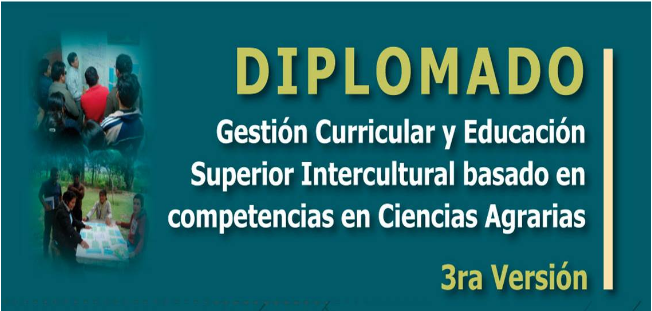 DIPLOMADO
Gestión Curricular y Educación
Superior Intercultural basado en
competencias en Ciencias Agrarias
3ra Versión